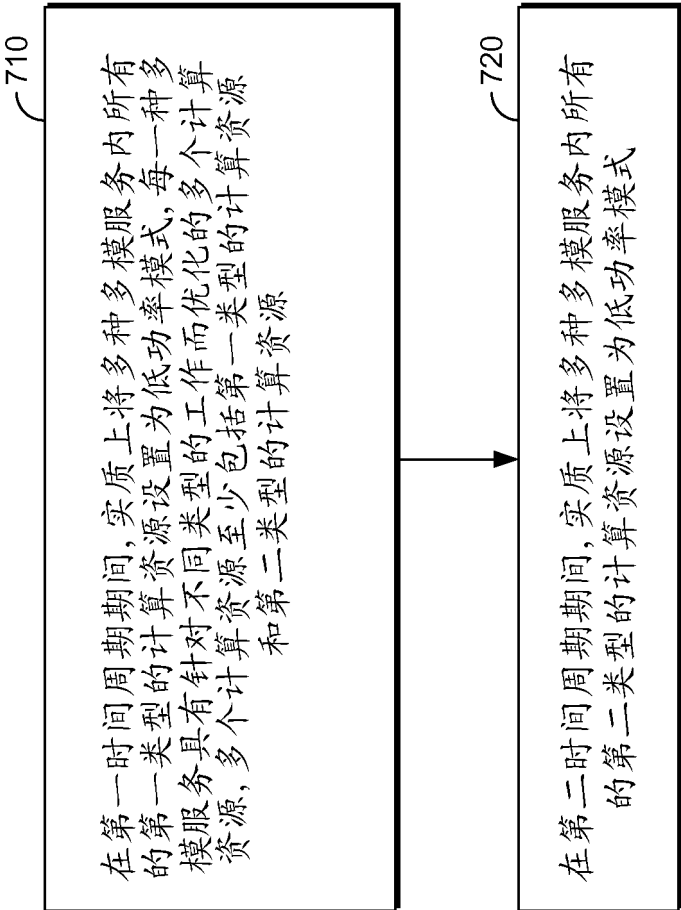 710
在第一时间周期期间,实质上将多种多模服务内所有
的第一类型的计算资源设置为低功率模式,每一种多
模服务具有针对不同类型的工作而优化的多个计算
资源,多个计算资源至少包括第一类型的计算资源
和第二类型的计算资源
720
在第二时间周期期间,实质上将多种多模服务内所有
的第二类型的计算资源设置为低功率模式